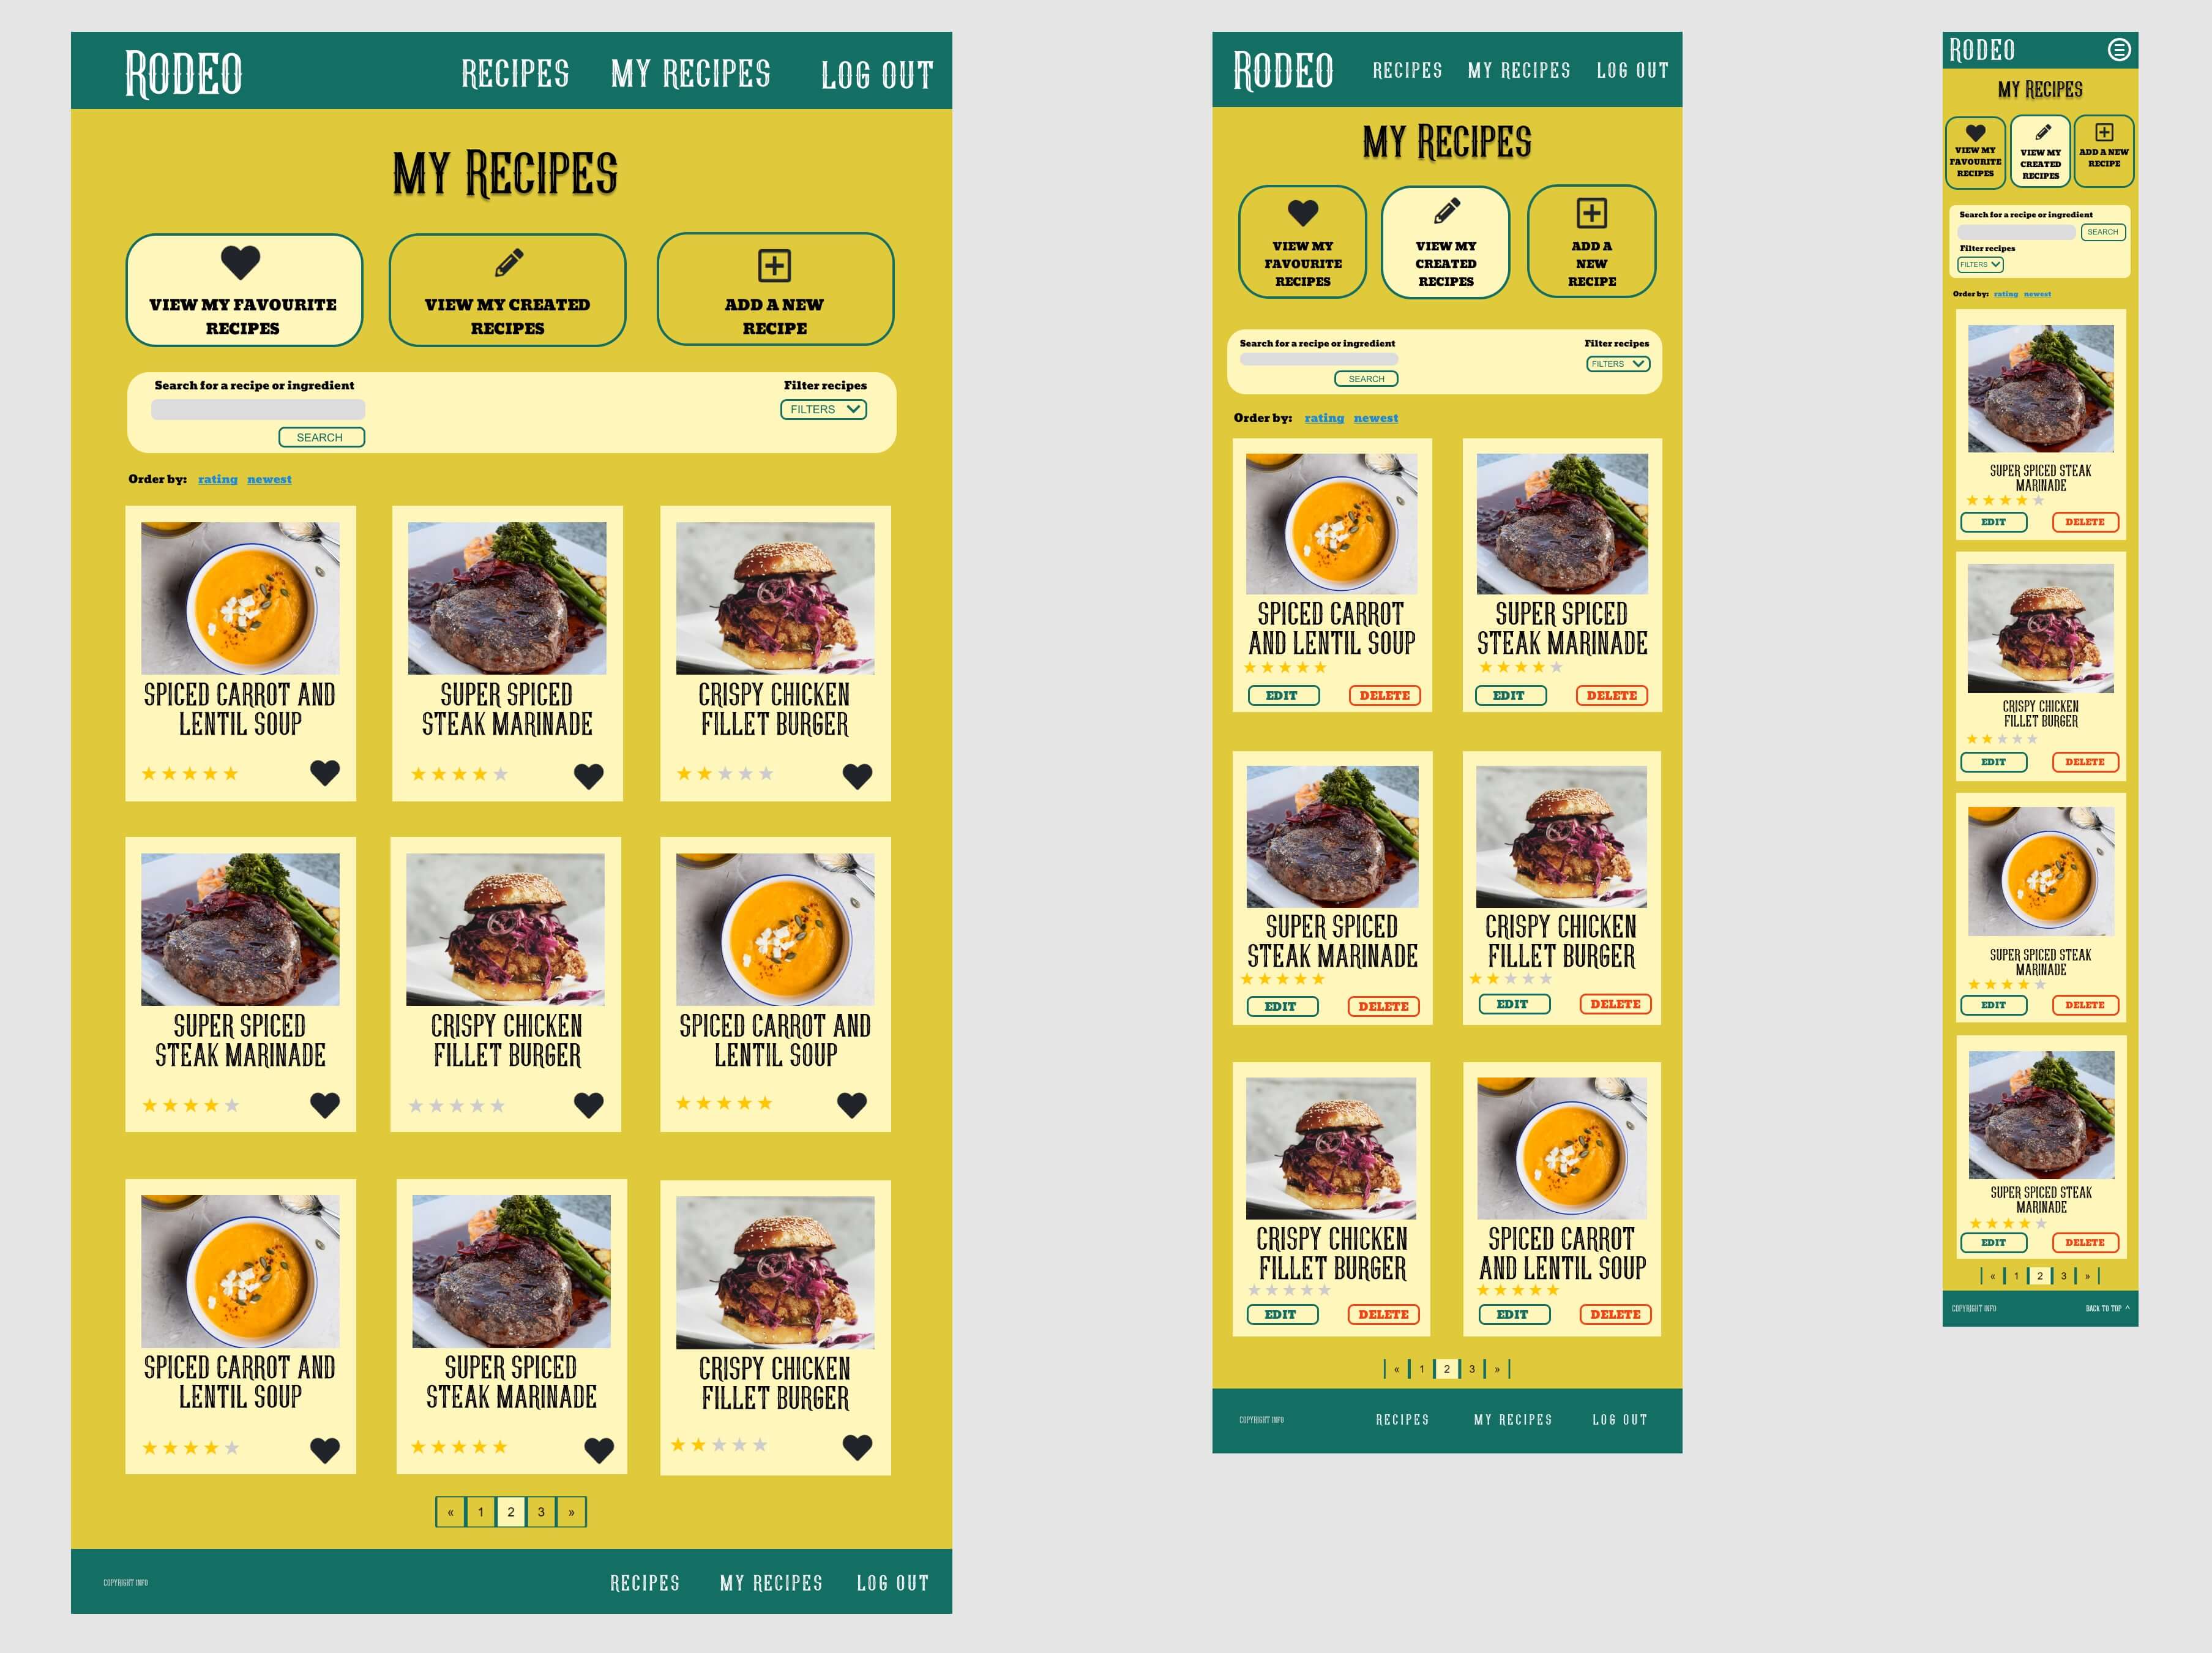 RODEO
RECIPES MY RECIPES LOG OUT
MY RECIPES
VIEW MY FAVOURITE
RECIPES
VIEW MY CREATED
RECIPES
ADD A NEW
RECIPE
Search for a recipe or ingredient
SEARCH
Filter recipes
FILTERS
Order by: rating newest
SPICED CARROT AND
LENTIL SOUP
SUPER SPICED
STEAK MARINADE
CRISPY CHICKEN
FILLET BURGER
SUPER SPICED
STEAK MARINADE
CRISPY CHICKEN
FILLET BURGER
SPICED CARROT AND
LENTIL SOUP
SPICED CARROT AND
LENTIL SOUP
SUPER SPICED
STEAK MARINADE
CRISPY CHICKEN
FILLET BURGER
« 1 2 3 »
COPYRIGHT INFO
RECIPES MY RECIPES LOG OUT
RODEO
RECIPES MY RECIPES LOG OUT
MY RECIPES
VIEW MY
FAVOURITE
RECIPES
VIEW MY
CREATED
RECIPES
ADD A
NEW
RECIPE
Search for a recipe or ingredient
SEARCH
Filter recipes
FILTERS
Order by: rating newest
SPICED CARROT
AND LENTIL SOUP
EDIT DELETE
SUPER SPICED
STEAK MARINADE
EDIT DELETE
SUPER SPICED
STEAK MARINADE
EDIT DELETE
CRISPY CHICKEN
FILLET BURGER
EDIT DELETE
CRISPY CHICKEN
FILLET BURGER
EDIT DELETE
SPICED CARROT
AND LENTIL SOUP
EDIT DELETE
« 1 2 3 »
COPYRIGHT INFO
RECIPES MY RECIPES LOG OUT
RODEO
MY RECIPES
VIEW MY
FAVOURITE
RECIPES
VIEW MY
CREATED
RECIPES
ADD A NEW
RECIPE
Search for a recipe or ingredient
SEARCH
Filter recipes
FILTERS
Order by: rating newest
SUPER SPICED STEAK
MARINADE
EDIT DELETE
CRISPY CHICKEN
FILLET BURGER
EDIT DELETE
SUPER SPICED STEAK
MARINADE
EDIT DELETE
SUPER SPICED STEAK
MARINADE
EDIT DELETE
« 1 2 3 »
COPYRIGHT INFO
BACK TO TOP ^